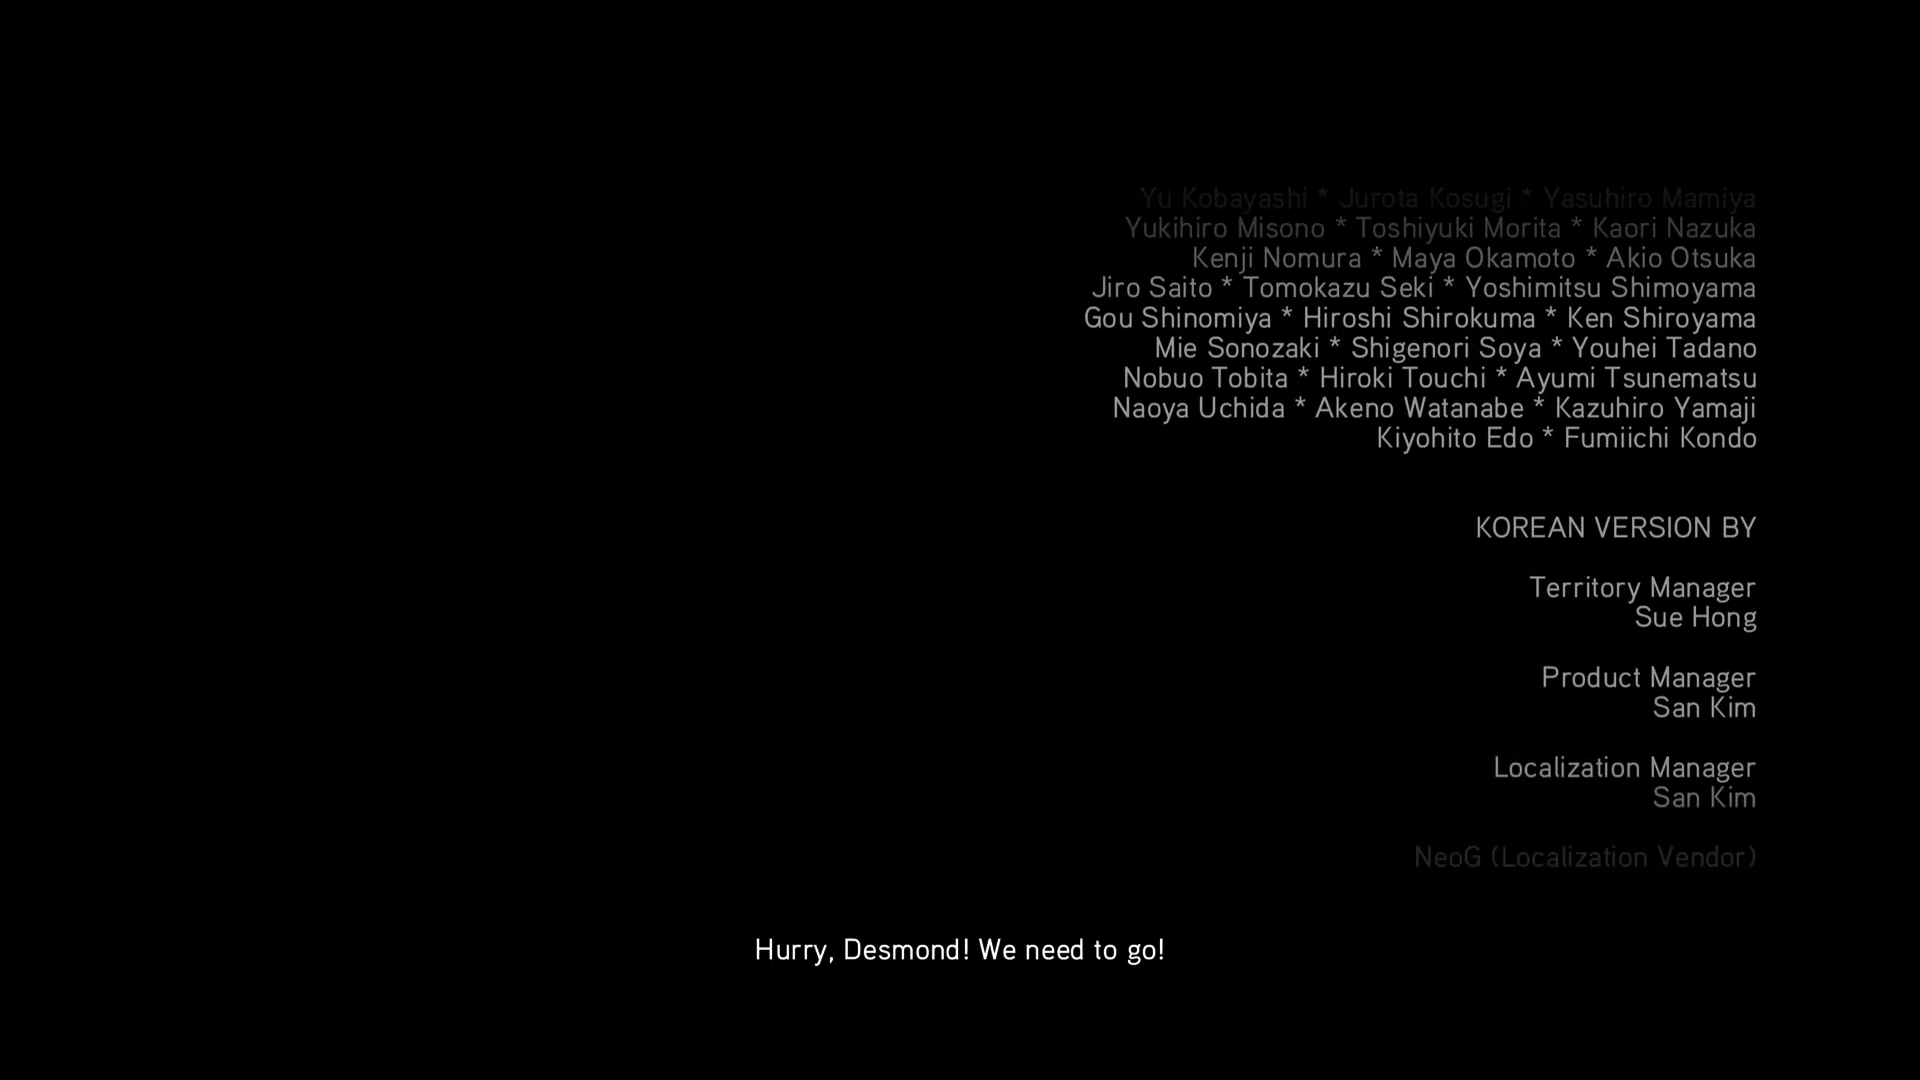 Yu Kobayashi * Jurota Kosugi * Yasuhiro Mamiya
Yukihiro Misono * Toshiyuki Morita * Kaori Nazuka
Kenji Nomura * Maya Okamoto * Akio Otsuka
Jiro Saito * Tomokazu Seki * Yoshimitsu Shimoyama
Gou Shinomiya * Hiroshi Shirokuma * Ken Shiroyama
Mie Sonozaki * Shigenori Soya * Youhei Tadano
Nobuo Tobita * Hiroki Touchi * Ayumi Tsunematsu
Naoya Uchida * Akeno Watanabe * Kazuhiro Yamaji
Kiyohito Edo * Fumiichi Kondo
KOREAN VERSION BY
Territory Manager
Sue Hong
Product Manager
San Kim
Localization Manager
San Kim
NeoG (Localization Vendor)
Hurry, Desmond! We need to go!